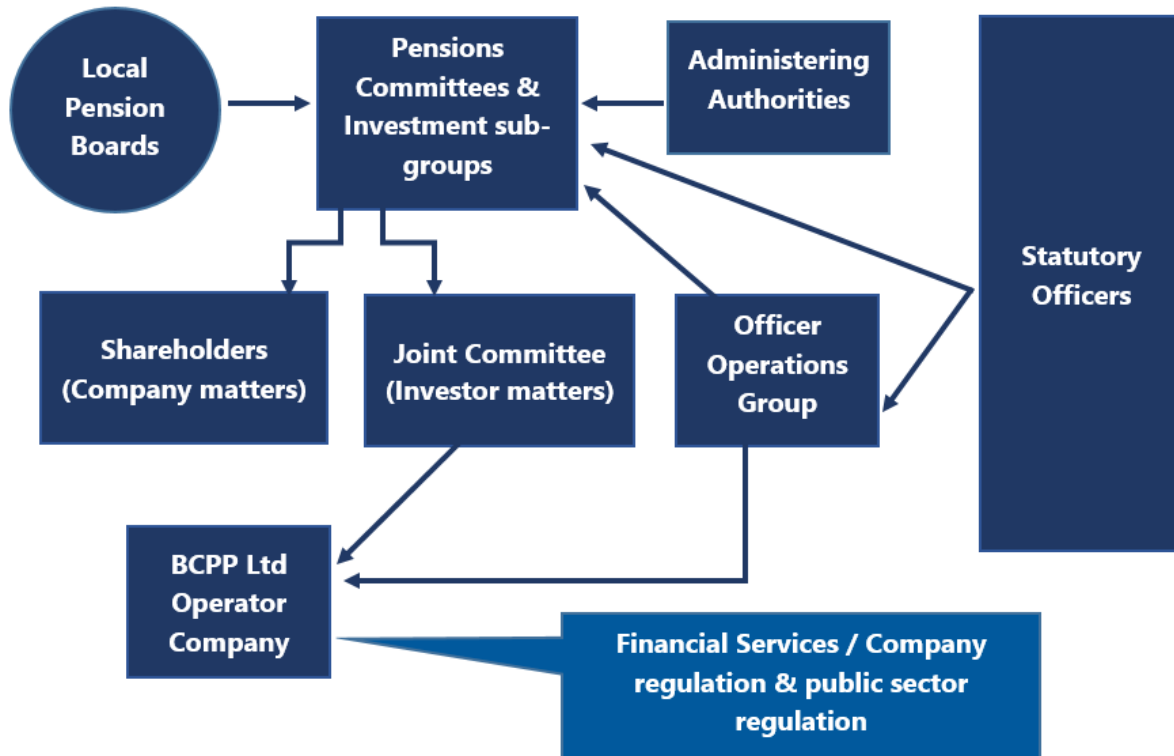 Local
Pension
Boards
Pensions
Committees &
Investment sub-
groups
Administering
Authorities
Statutory
Officers
Shareholders
(Company matters)
Joint Committee
(Investor matters)
Officer
Operations
Group
BCPP Ltd
Operator
Company
Financial Services / Company
regulation & public sector
regulation